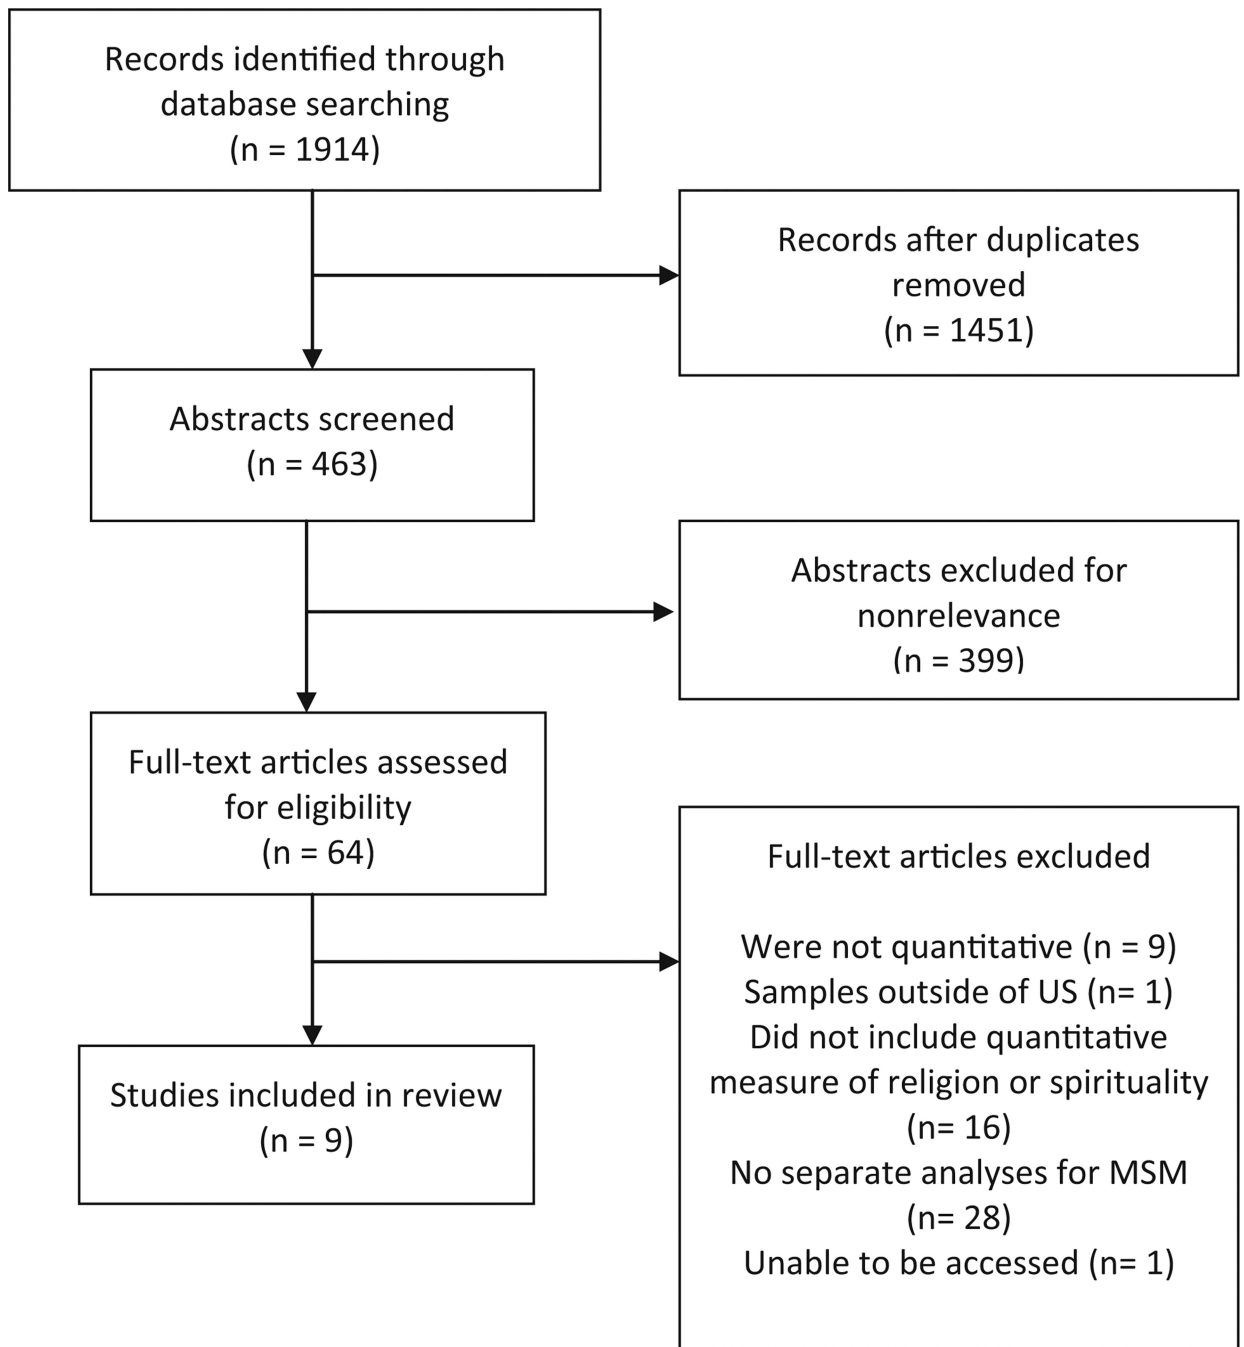 Records identified through
database searching
(n = 1914)
Records after duplicates
removed
(n = 1451)
Abstracts screened
(n = 463)
Abstracts excluded for
nonrelevance
(n = 399)
Full-text articles assessed
for eligibility
(n = 64)
Full-text articles excluded
Were not quantitative (n = 9)
Samples outside of US (n= 1)
Did not include quantitative
measure of religion or spirituality
(n= 16)
No separate analyses for MSM
(n= 28)
Unable to be accessed (n= 1)
Studies included in review
(n = 9)